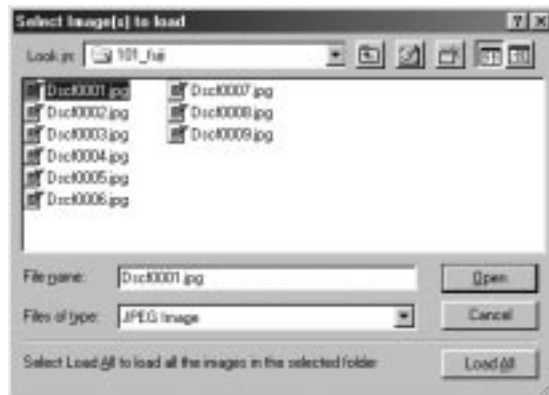 Select Image(s) to load
Look in: 101_fuji
Dscf0001.jpg Dscf0007.jpg
Dscf0002.jpg Dscf0008.jpg
Dscf0003.jpg Dscf0009.jpg
Dscf0004.jpg
Dscf0005.jpg
Dscf0006.jpg
File name: Dscf0001.jpg Open
Files of type: JPEG Image Cancel
Select Load All to load all the images in the selected folder Load All